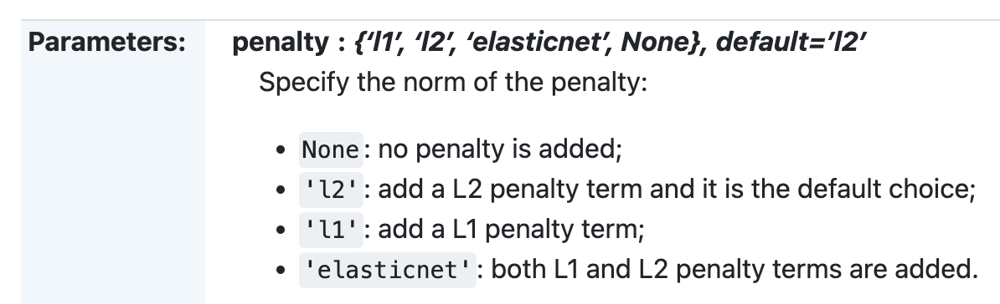 Parameters: penalty : {‘l1’, ‘l2’, ‘elasticnet’, None}, default=’l2’
Specify the norm of the penalty:
• None: no penalty is added;
• 'l2': add a L2 penalty term and it is the default choice;
• 'l1': add a L1 penalty term;
• 'elasticnet': both L1 and L2 penalty terms are added.